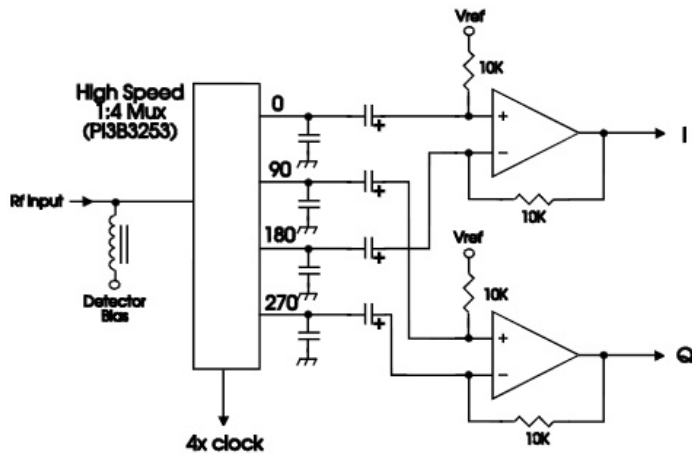 Vref
10K
High Speed
1:4 Mux
(PI3B3253)
0
+
+
I
-
90
+
Rf Input
10K
180
+
Vref
Detector
Bias
270
10K
+
+
-
Q
10K
4x clock